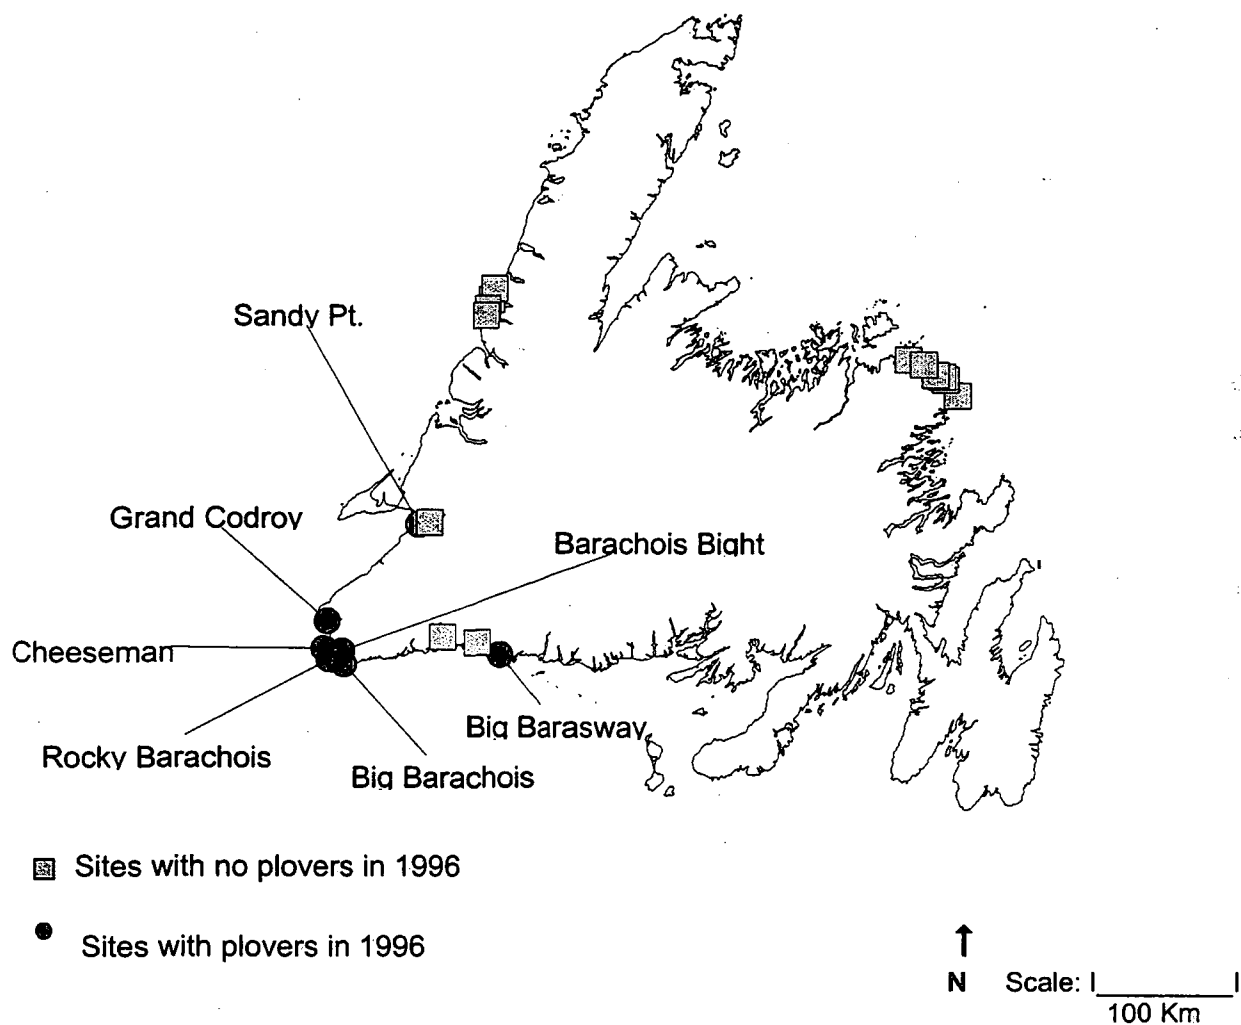 Sandy Pt.
Grand Codroy
Barachois Bight
Cheeseman
Big Barasway
Rocky Barachois
Big Barachois
Sites with no plovers in 1996
Sites with plovers in 1996
N Scale:
100 Km